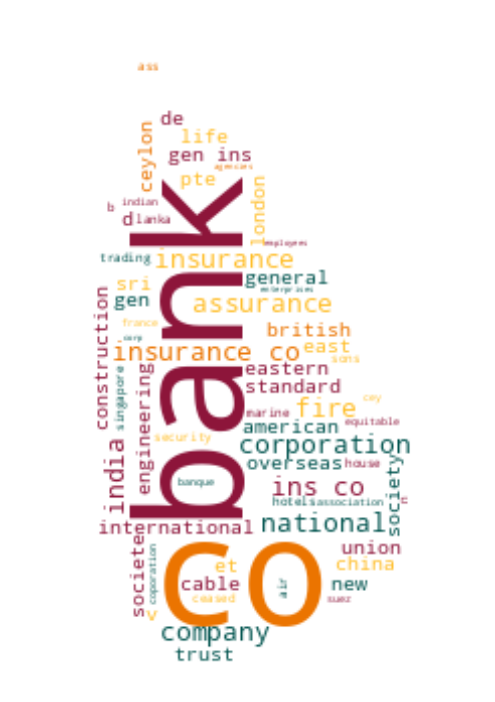 ass
de
life
ceylon
gen ins
agencies
pte
indian
b
london
d
lanka
bank
employees
trading
insurance
sri
general
enterprises
gen
assurance
construction
france
british
corp
insurance co
east
sons
singapore
engineering
eastern
standard
cey
marine
fire
equitable
american
security
corporation
india
overseas
house
society
banque
ins co
hotels
association
n
international
national
societe
coporation
co
union
et
china
cable
air
new
ceased
suez
v
company
trust